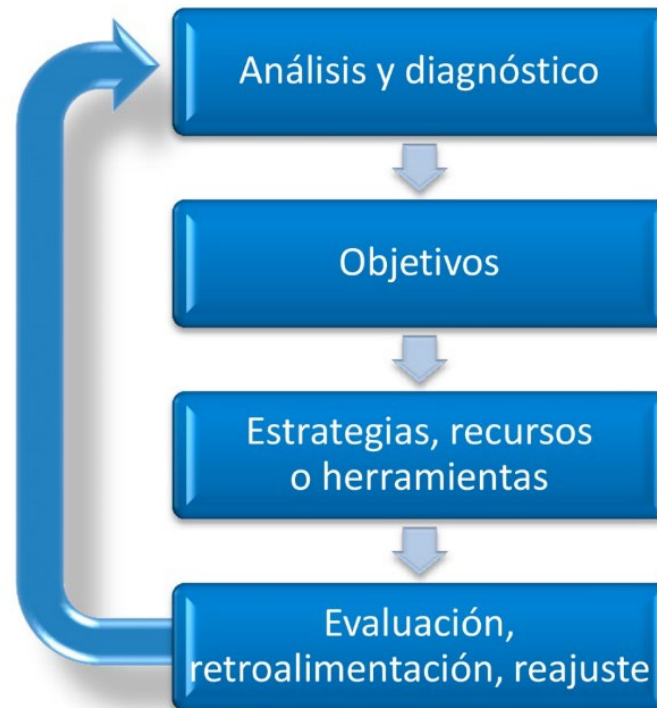 Análisis y diagnóstico
Objetivos
Estrategias, recursos
o herramientas
Evaluación,
retroalimentación, reajuste